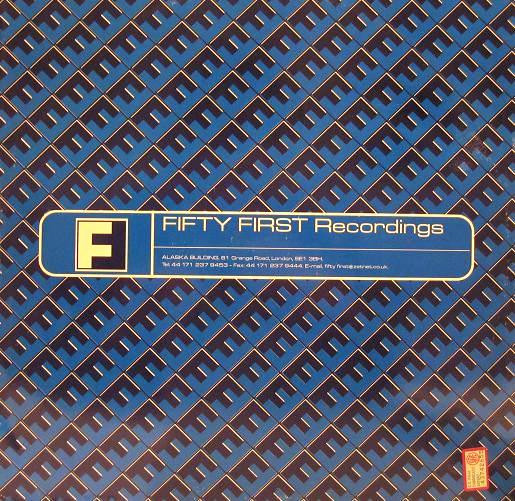 F
FIFTY FIRST Recordings
ALASKA BUILDING, 61 Grange Road, London, SE1 3BH.
Tel: 44 171 237 9453 - Fax: 44 171 237 9444 E-mail, fifty first@zetnet.co.uk